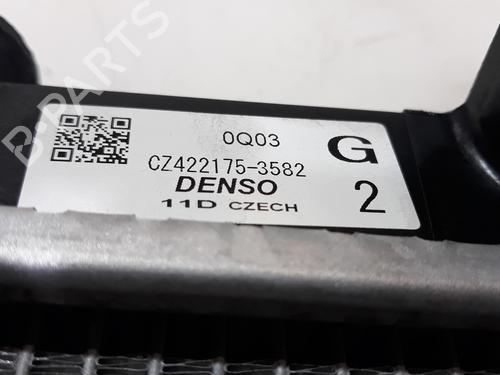 B-PARTS
0Q03
G
CZ422175-3582
DENSO
2
11D CZECH